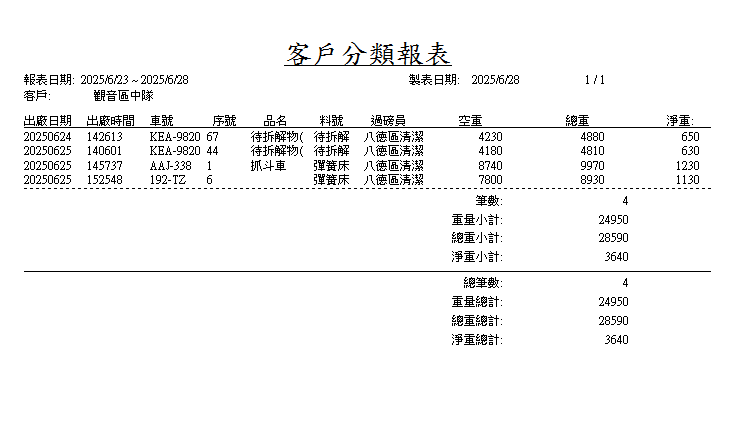 客戶分類報表
報表日期: 2025/6/23 ~ 2025/6/28 製表日期: 2025/6/28 1 / 1
客戶: 觀音區中隊
出廠日期 出廠時間 車號 序號 品名 料號 過磅員 空重 總重 淨重:
20250624 142613 KEA-9820 67 待拆解物( 待拆解 八德區清潔 4230 4880 650
20250625 140601 KEA-9820 44 待拆解物( 待拆解 八德區清潔 4180 4810 630
20250625 145737 AAJ-338 1 抓斗車 彈簧床 八德區清潔 8740 9970 1230
20250625 152548 192-TZ 6 彈簧床 八德區清潔 7800 8930 1130
筆數: 4
重量小計: 24950
總重小計: 28590
淨重小計: 3640
總筆數: 4
重量總計: 24950
總重總計: 28590
淨重總計: 3640